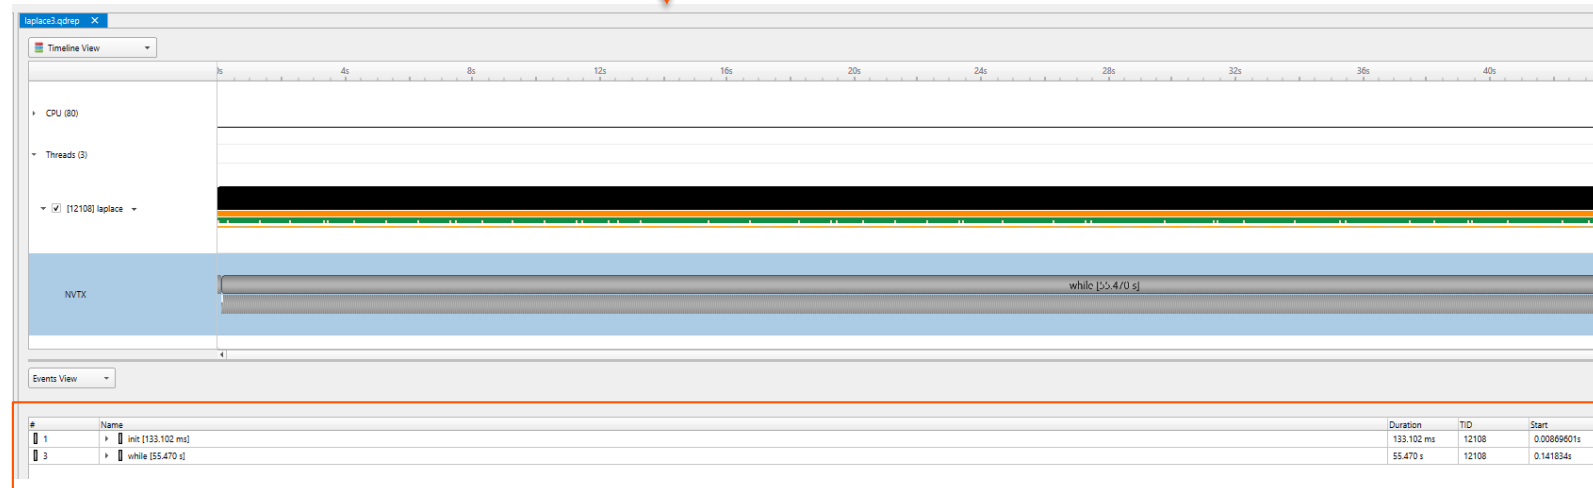 laplace3.qdrep ✕
Timeline View
0s 4s 8s 12s 16s 20s 24s 28s 32s 36s 40s
CPU (80)
Threads (3)
[12108] laplace
while [55.470 s]
NVTX
Events View
# Name Duration TID Start
1 init [133.102 ms] 133.102 ms 12108 0.00869601s
3 while [55.470 s] 55.470 s 12108 0.141834s